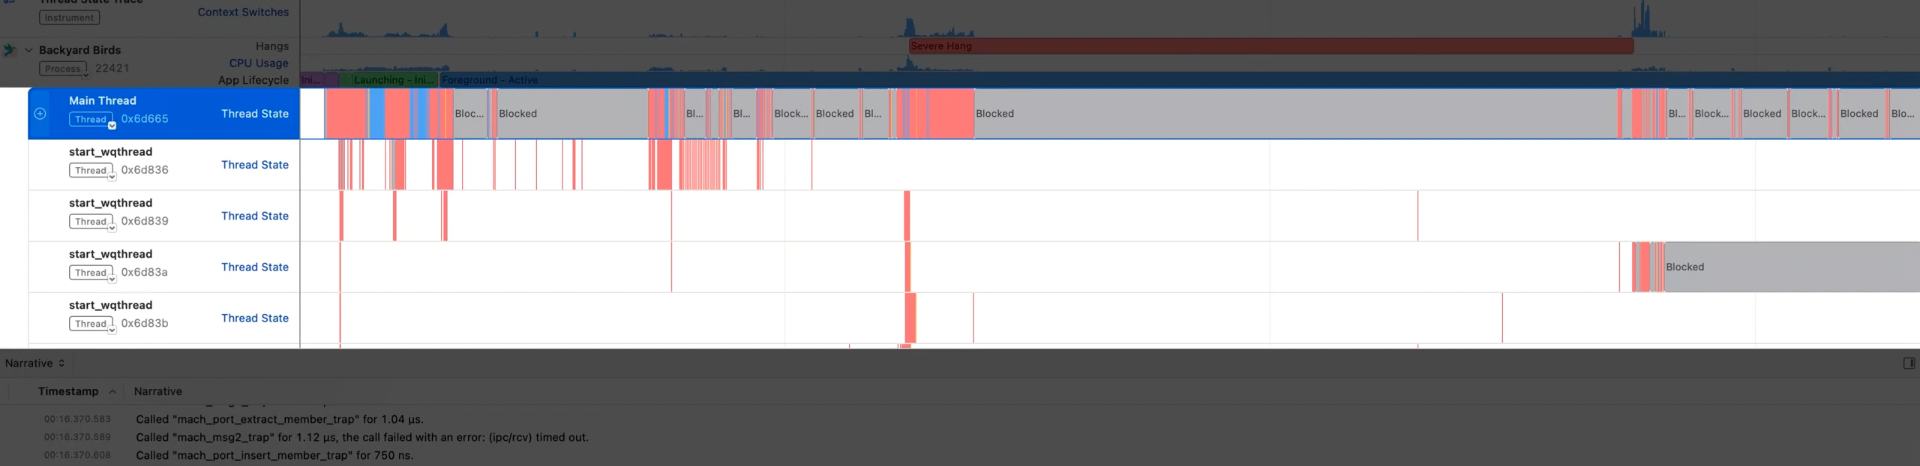 Thread State Trace
Instrument
Context Switches
Backyard Birds
Process 22421
Hangs
Severe Hang
CPU Usage
App Lifecycle
Ini... Launching - Ini... Foreground - Active
Main Thread
Thread 0x6d665
Thread State
Bloc... Blocked Bl... Bl... Block... Blocked Bl... Blocked Bl... Block... Blocked Block... Blocked Blo...
start_wqthread
Thread 0x6d836
Thread State
start_wqthread
Thread 0x6d839
Thread State
start_wqthread
Thread 0x6d83a
Thread State
Blocked
start_wqthread
Thread 0x6d83b
Thread State
Narrative
Timestamp Narrative
00:16.370.583 Called "mach_port_extract_member_trap" for 1.04 µs.
00:16.370.589 Called "mach_msg2_trap" for 1.12 µs, the call failed with an error: (ipc/rcv) timed out.
00:16.370.608 Called "mach_port_insert_member_trap" for 750 ns.